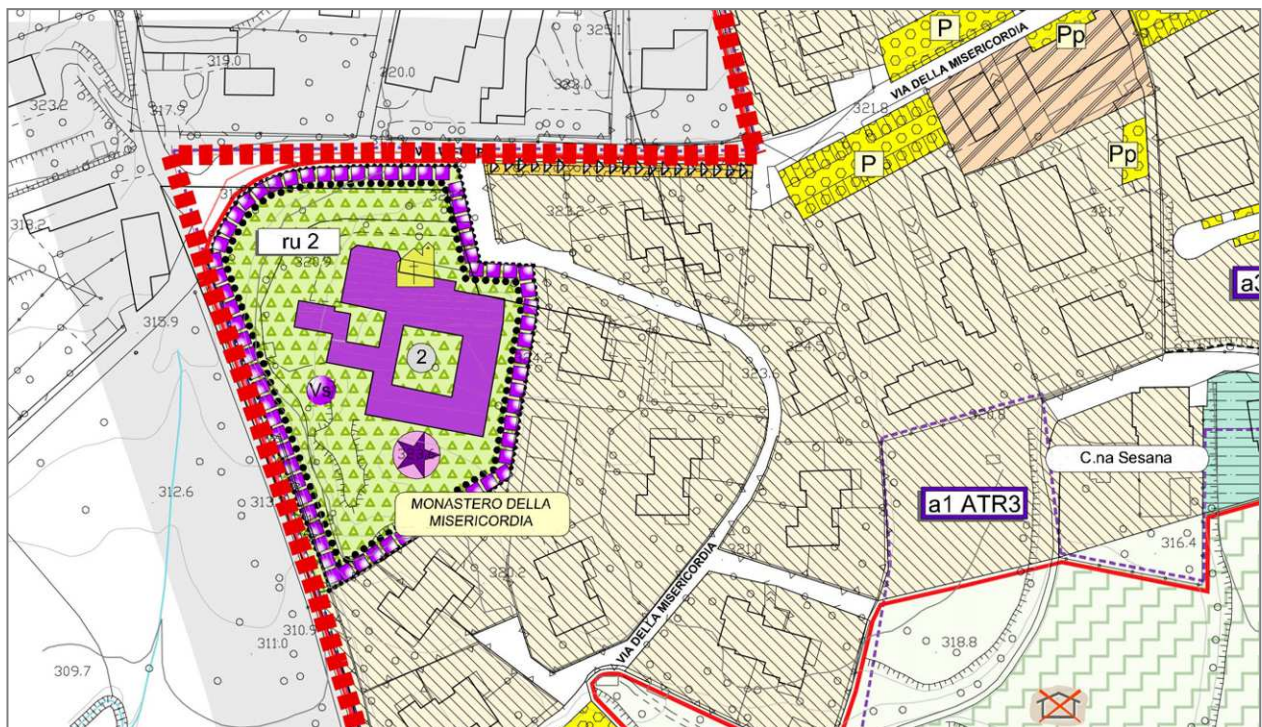 325.1
P
Pp
VIA DELLA MISERICORDIA
319.0
320.0
323.0
323.2
317.9
321.8
P
Pp
318.2
323.2
321.7
ru 2
320.9
a3
315.9
2
324.5
323.6
Vs
C.na Sesana
MONASTERO DELLA
MISERICORDIA
a1 ATR3
312.6
316.4
321.0
320.2
VIA DELLA MISERICORDIA
310.9
311.0
318.8
309.7